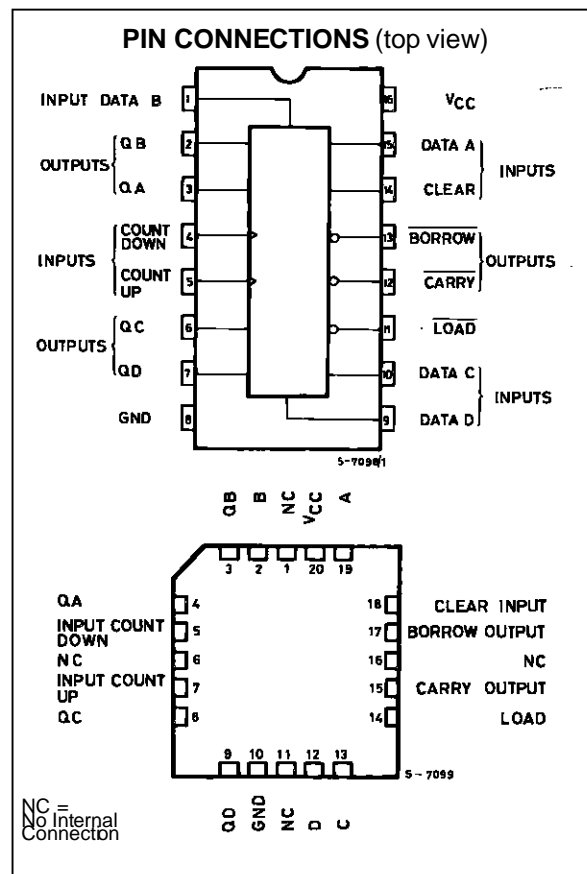 PIN CONNECTIONS (top view)
INPUT DATA B 1 16 VCC
OUTPUTS QB 2 15 DATA A INPUTS
QA 3 14 CLEAR
INPUTS COUNT DOWN 4 13 BORROW OUTPUTS
COUNT UP 5 12 CARRY
OUTPUTS QC 6 11 LOAD
QD 7 10 DATA C INPUTS
GND 8 9 DATA D
S-7098/1
QB B NC VCC A
3 2 1 20 19
QA 4 18 CLEAR INPUT
INPUT COUNT DOWN 5 17 BORROW OUTPUT
NC 6 16 NC
INPUT COUNT UP 7 15 CARRY OUTPUT
QC 8 14 LOAD
9 10 11 12 13
S-7099
QD GND NC D C
NC =
No Internal
Connection